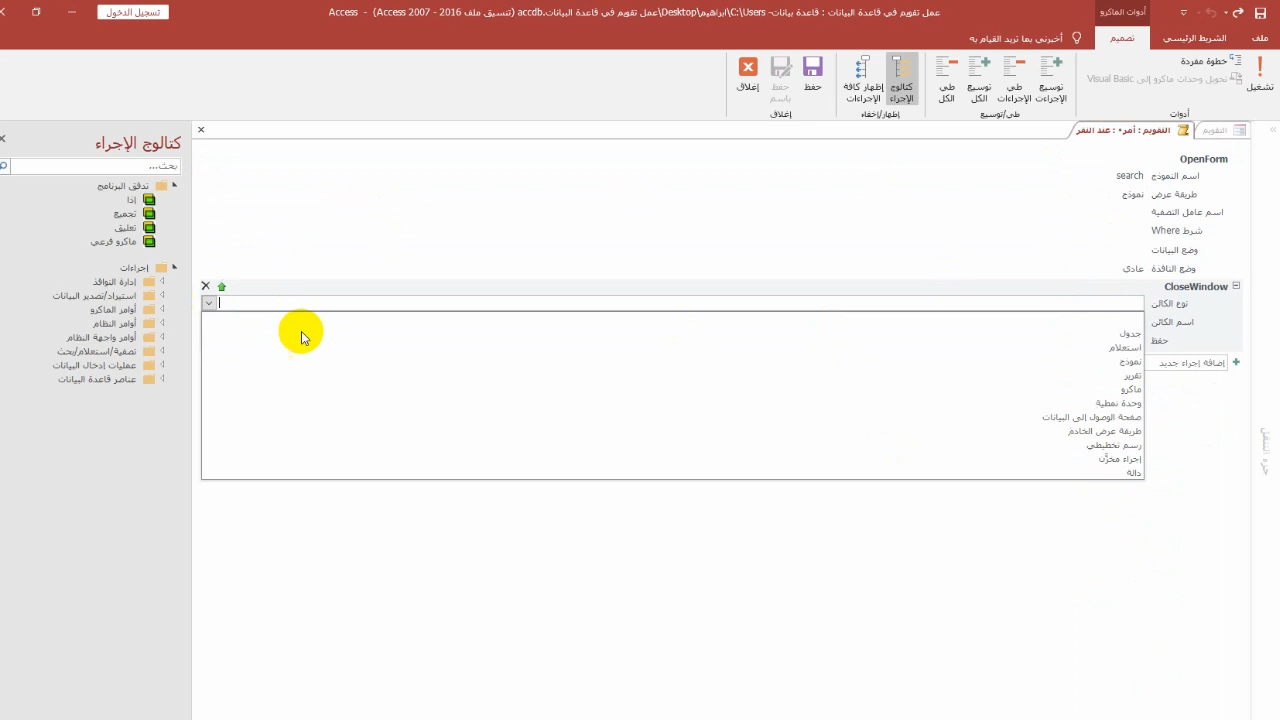 عمل تقويم في قاعدة البيانات : قاعدة بيانات- C:\Users\ابراهيم\Desktop\عمل تقويم في قاعدة البيانات.accdb (تنسيق ملف Access 2007 - 2016) - Access
أدوات الماكرو
تسجيل الدخول
ملف
الشريط الرئيسي
تصميم
أخبرني بما تريد القيام به
تشغيل
خطوة مفردة
تحويل وحدات ماكرو إلى Visual Basic
أدوات
توسيع الإجراءات
طي الإجراءات
توسيع الكل
طي الكل
طي/توسيع
كتالوج الإجراء
إظهار كافة الإجراءات
إظهار/إخفاء
حفظ
حفظ باسم
إغلاق
إغلاق
التقويم
التقويم : أمر٠ : عند النقر
OpenForm
اسم النموذج search
طريقة عرض نموذج
اسم عامل التصفية
شرط Where
وضع البيانات
وضع النافذة عادي
CloseWindow
نوع الكائن
اسم الكائن
حفظ
إضافة إجراء جديد
جدول
استعلام
نموذج
تقرير
ماكرو
وحدة نمطية
صفحة الوصول إلى البيانات
طريقة عرض الخادم
رسم تخطيطي
إجراء مخزَّن
دالة
جزء التنقل
كتالوج الإجراء
بحث...
تدفق البرنامج
إذا
تجميع
تعليق
ماكرو فرعي
إجراءات
إدارة النوافذ
استيراد/تصدير البيانات
أوامر الماكرو
أوامر النظام
أوامر واجهة النظام
تصفية/استعلام/بحث
عمليات إدخال البيانات
عناصر قاعدة البيانات